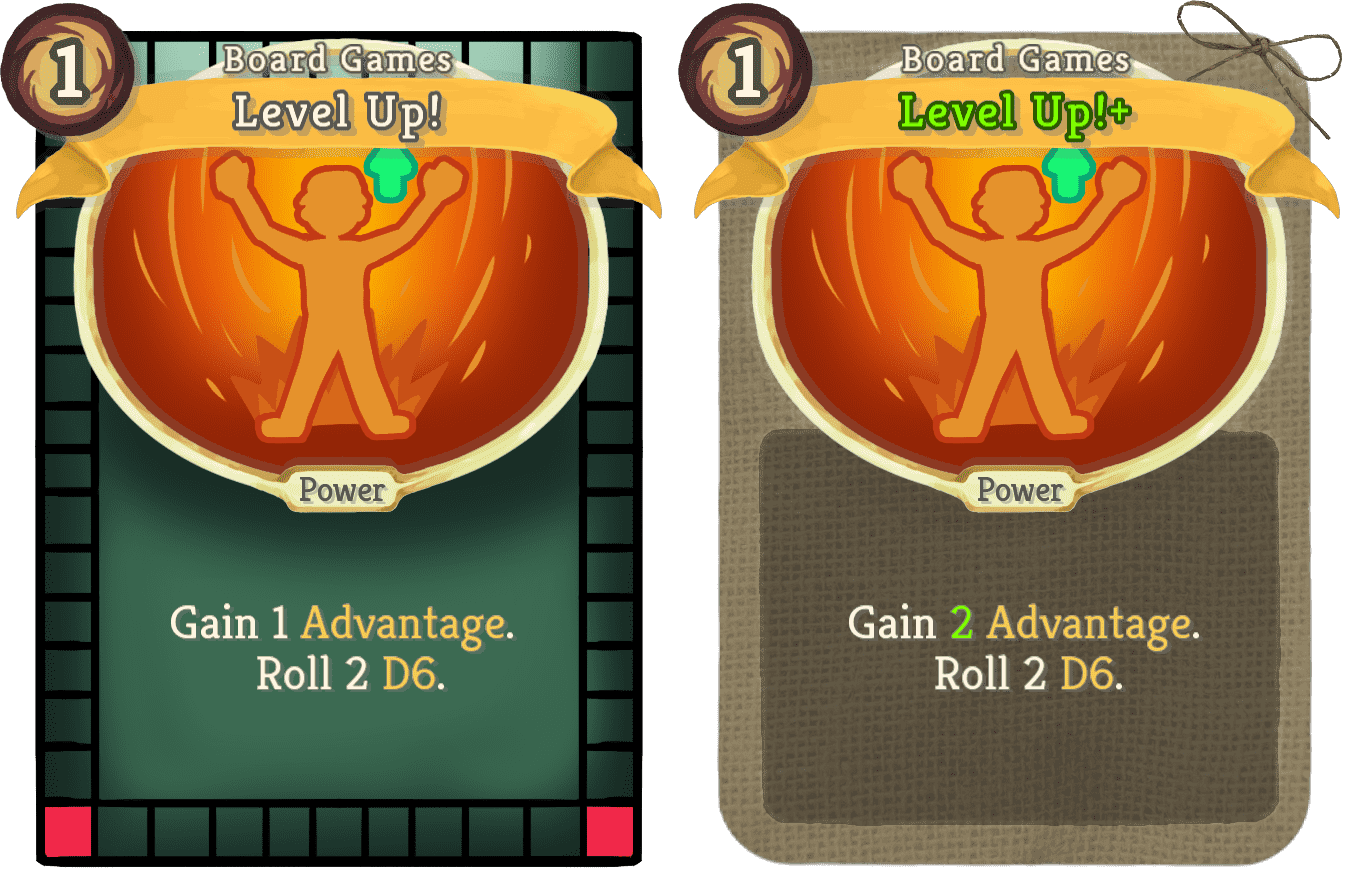 1
Board Games
Level Up!
Power
Gain 1 Advantage.
Roll 2 D6.
1
Board Games
Level Up!+
Power
Gain 2 Advantage.
Roll 2 D6.